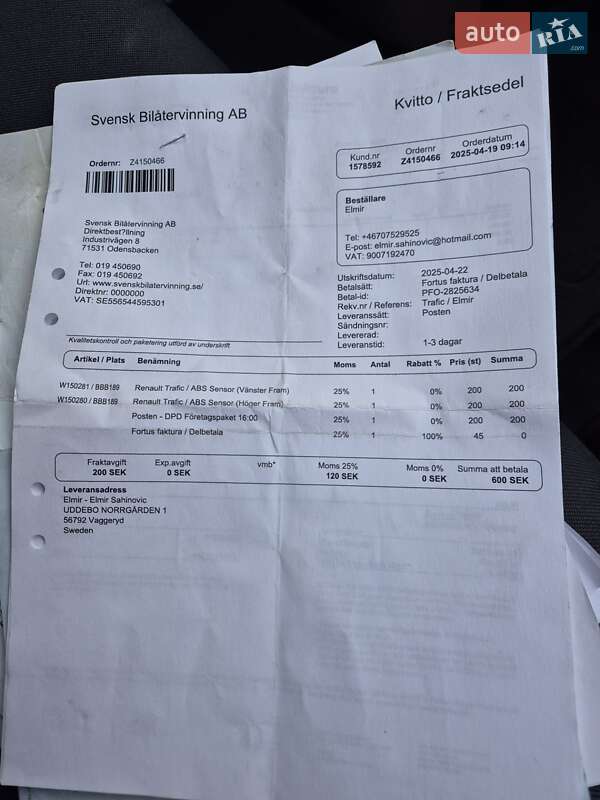 auto RIA .com
Svensk Bilåtervinning AB
Kvitto / Fraktsedel
Ordernr: Z4150466
Kund.nr Ordernr Orderdatum
1578592 Z4150466 2025-04-19 09:14
Beställare
Elmir
Tel: +46707529525
E-post: elmir.sahinovic@hotmail.com
VAT: 9007192470
Svensk Bilåtervinning AB
Direktbest?llning
Industrivägen 8
71531 Odensbacken
Tel: 019 450690
Fax: 019 450692
Url: www.svenskbilatervinning.se/
Direktnr: 0000000
VAT: SE556544595301
Utskriftsdatum: 2025-04-22
Betalsätt: Fortus faktura / Delbetala
Betal-id: PFO-2825634
Rekv.nr / Referens: Trafic / Elmir
Leveranssätt: Posten
Sändningsnr:
Levererad:
Leveranstid: 1-3 dagar
Kvalitetskontroll och paketering utförd av underskrift
Artikel / Plats Benämning Moms Antal Rabatt % Pris (st) Summa
W150281 / BBB189 Renault Trafic / ABS Sensor (Vänster Fram) 25% 1 0% 200 200
W150280 / BBB189 Renault Trafic / ABS Sensor (Höger Fram) 25% 1 0% 200 200
Posten - DPD Företagspaket 16:00 25% 1 0% 200 200
Fortus faktura / Delbetala 25% 1 100% 45 0
Fraktavgift Exp.avgift vmb* Moms 25% Moms 0% Summa att betala
200 SEK 0 SEK 120 SEK 0 SEK 600 SEK
Leveransadress
Elmir - Elmir Sahinovic
UDDEBO NORRGÅRDEN 1
56792 Vaggeryd
Sweden